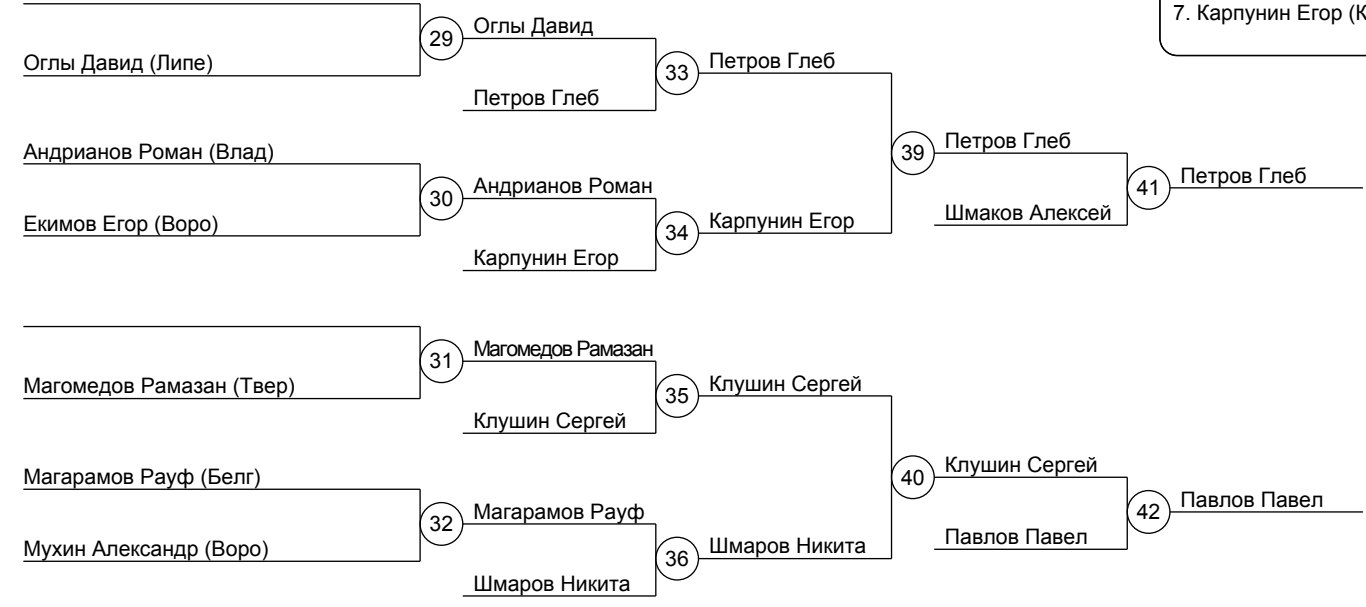 7. Карпунин Егор (К
29
Оглы Давид
Оглы Давид (Липе)
33
Петров Глеб
Петров Глеб
Андрианов Роман (Влад)
39
Петров Глеб
30
Андрианов Роман
41
Петров Глеб
Екимов Егор (Воро)
34
Карпунин Егор
Шмаков Алексей
Карпунин Егор
31
Магомедов Рамазан
Магомедов Рамазан (Твер)
35
Клушин Сергей
Клушин Сергей
Магарамов Рауф (Белг)
40
Клушин Сергей
32
Магарамов Рауф
42
Павлов Павел
Мухин Александр (Воро)
36
Шмаров Никита
Павлов Павел
Шмаров Никита